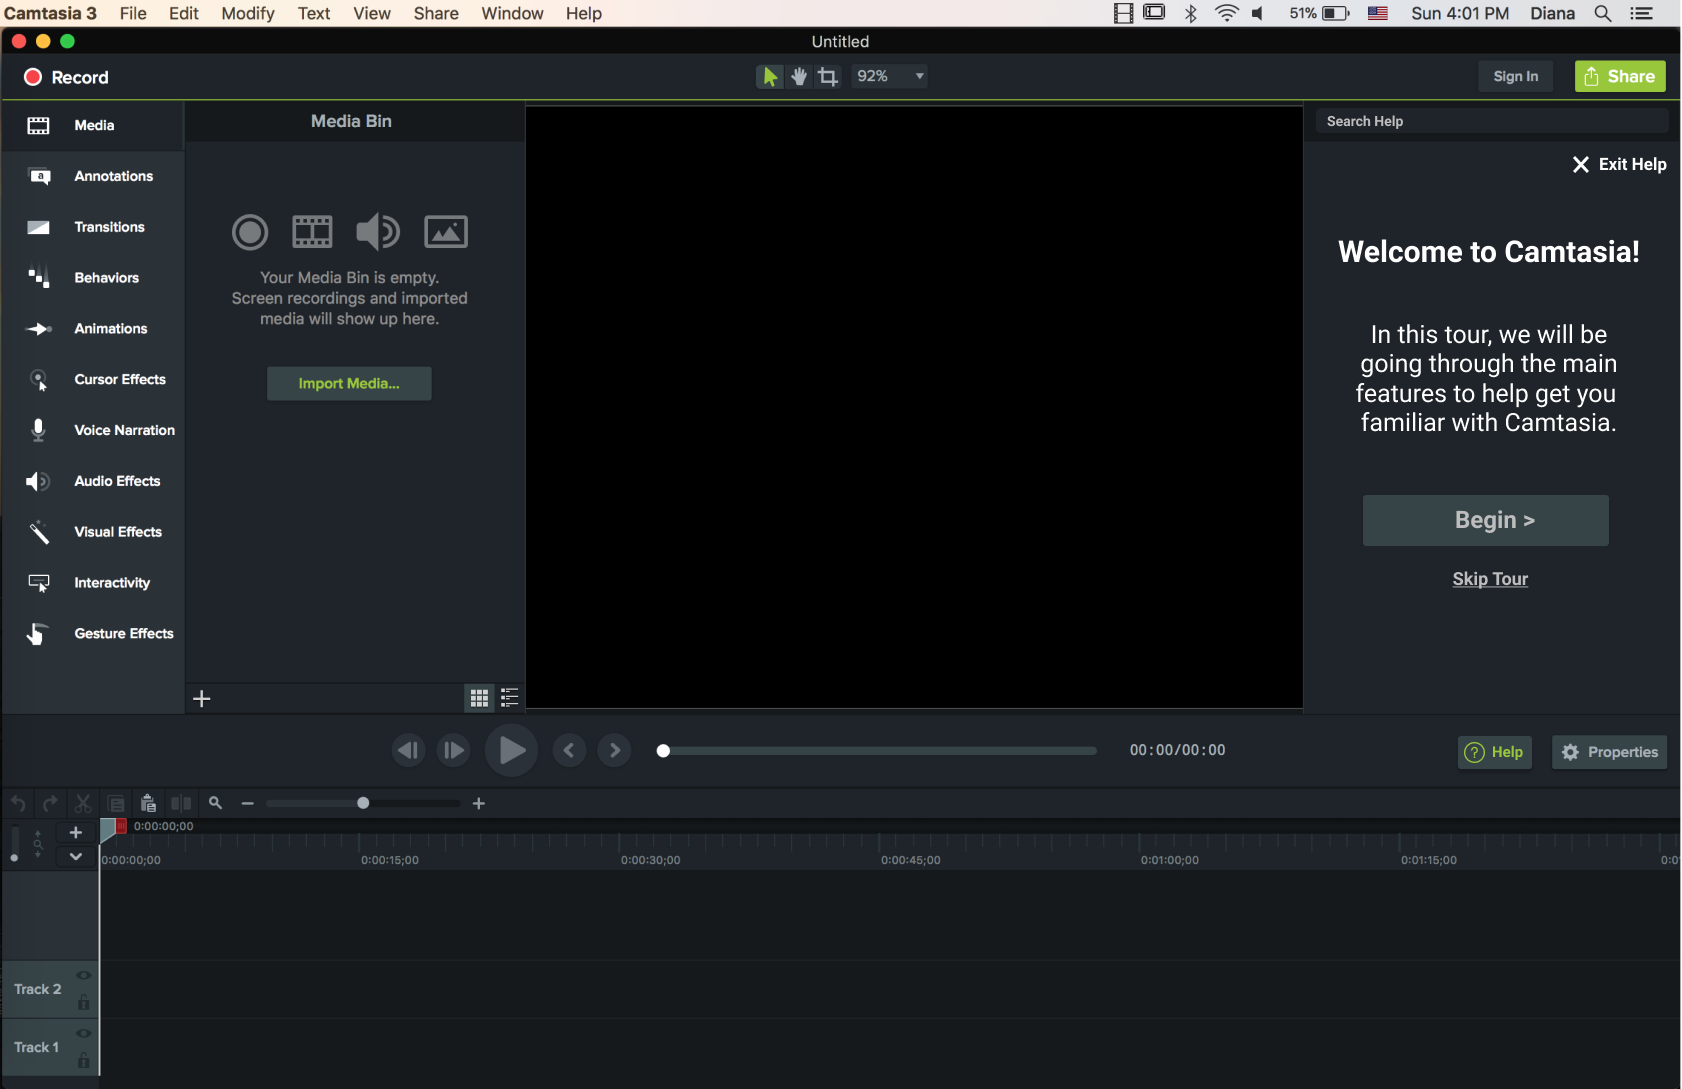 Camtasia 3 File Edit Modify Text View Share Window Help 51% Sun 4:01 PM Diana
Untitled
Record 92% Sign In Share
Media
Annotations
Transitions
Behaviors
Animations
Cursor Effects
Voice Narration
Audio Effects
Visual Effects
Interactivity
Gesture Effects
Media Bin
Your Media Bin is empty.
Screen recordings and imported
media will show up here.
Import Media...
Search Help
Exit Help
Welcome to Camtasia!
In this tour, we will be
going through the main
features to help get you
familiar with Camtasia.
Begin >
Skip Tour
00:00/00:00
? Help Properties
0:00:00;00
0:00:00;00 0:00:15;00 0:00:30;00 0:00:45;00 0:01:00;00 0:01:15;00 0:0
Track 2
Track 1